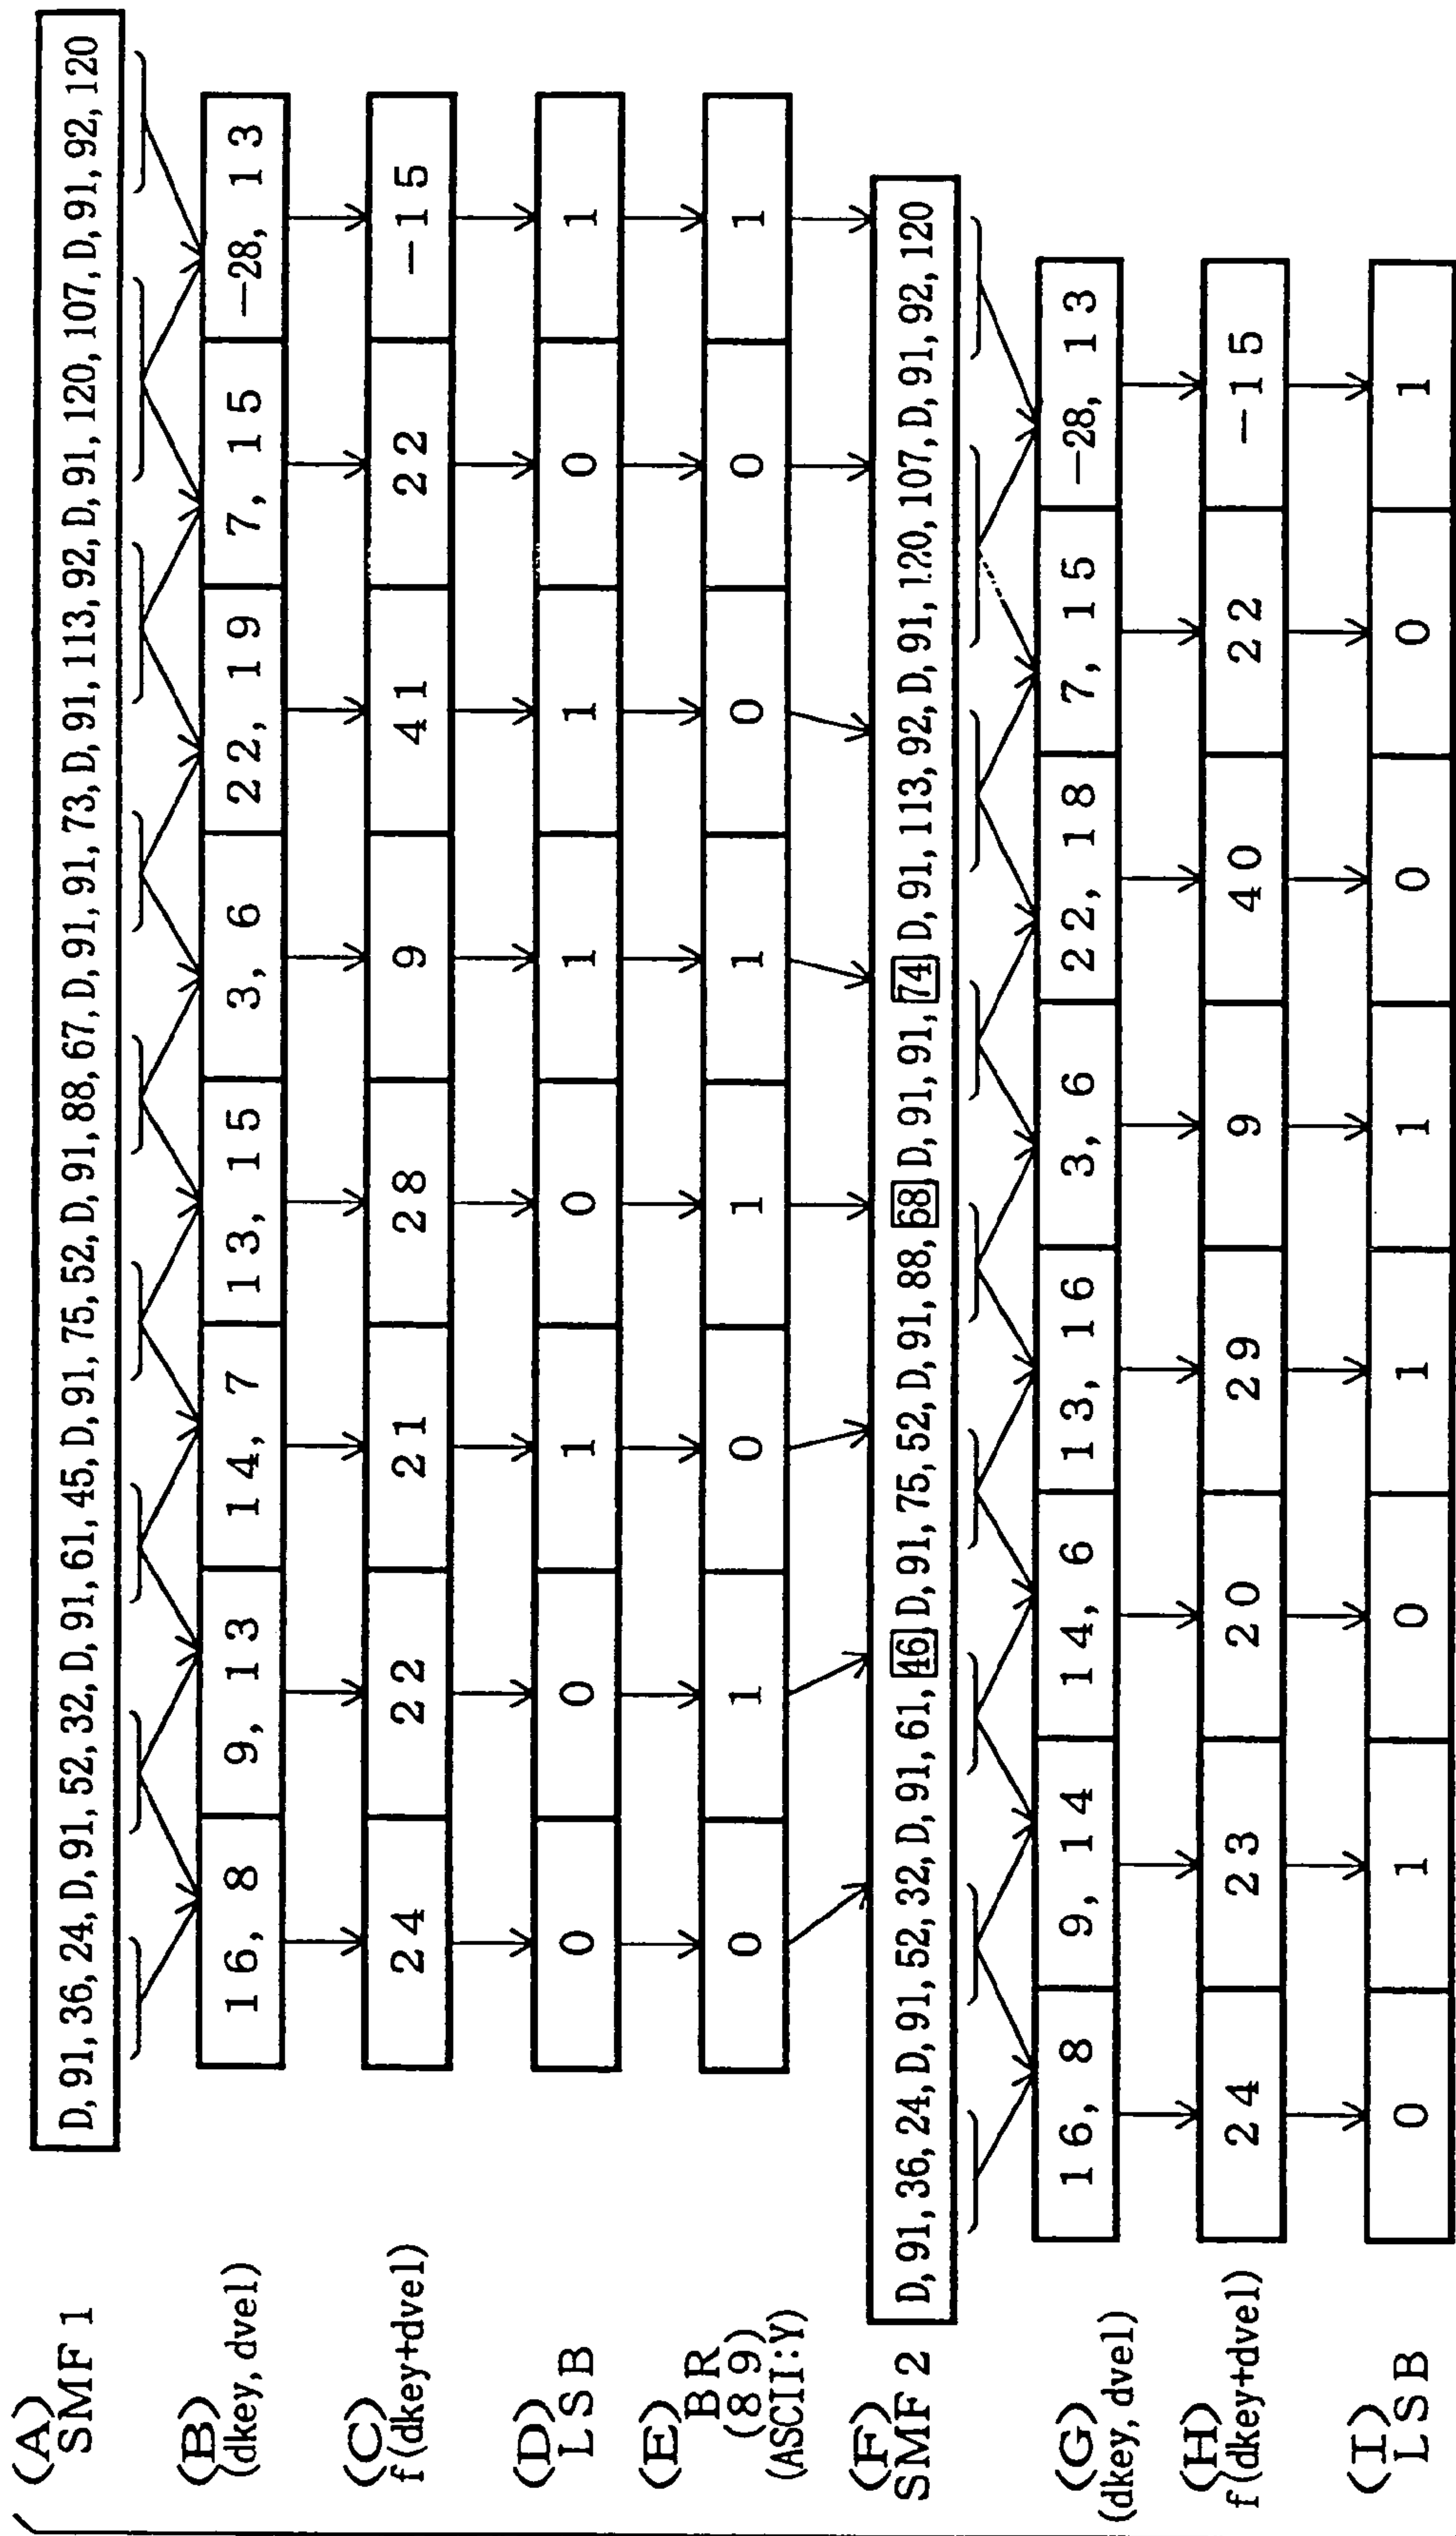 (A)
SMF1
D, 91, 36, 24, D, 91, 52, 32, D, 91, 61, 45, D, 91, 75, 52, D, 91, 88, 67, D, 91, 91, 73, D, 91, 113, 92, D, 91, 120, 107, D, 91, 92, 120
(B)
(dkey, dvel)
16, 8
9, 13
14, 7
13, 15
3, 6
22, 19
7, 15
-28, 13
(C)
f(dkey+dvel)
24
22
21
28
9
41
22
-15
(D)
LSB
0
0
1
0
1
1
0
1
(E)
BR
(89)
(ASCII:Y)
0
1
0
1
1
0
0
1
(F)
SMF2
D, 91, 36, 24, D, 91, 52, 32, D, 91, 61, 46, D, 91, 75, 52, D, 91, 88, 68, D, 91, 91, 74, D, 91, 113, 92, D, 91, 120, 107, D, 91, 92, 120
(G)
(dkey, dvel)
16, 8
9, 14
14, 6
13, 16
3, 6
22, 18
7, 15
-28, 13
(H)
f(dkey+dvel)
24
23
20
29
9
40
22
-15
(I)
LSB
0
1
0
1
1
0
0
1